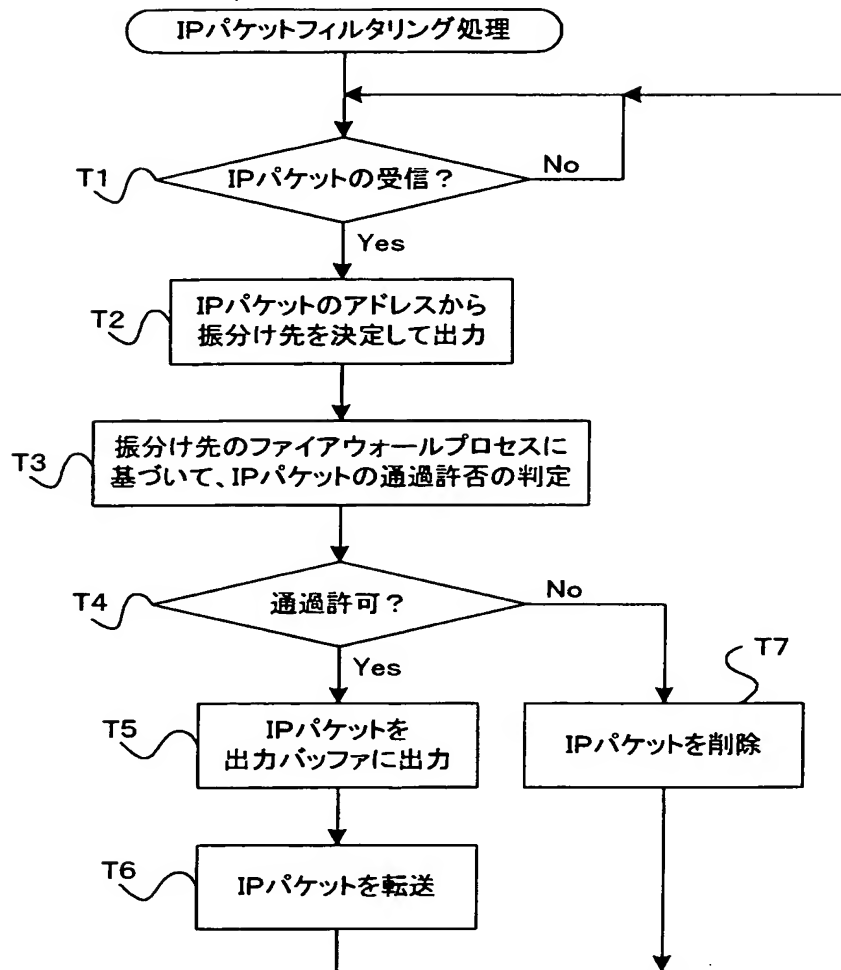 IPパケットフィルタリング処理
T1
IPパケットの受信？
No
Yes
T2
IPパケットのアドレスから
振分け先を決定して出力
T3
振分け先のファイアウォールプロセスに
基づいて、IPパケットの通過許否の判定
T4
通過許可？
No
Yes
T7
T5
IPパケットを
出力バッファに出力
IPパケットを削除
T6
IPパケットを転送